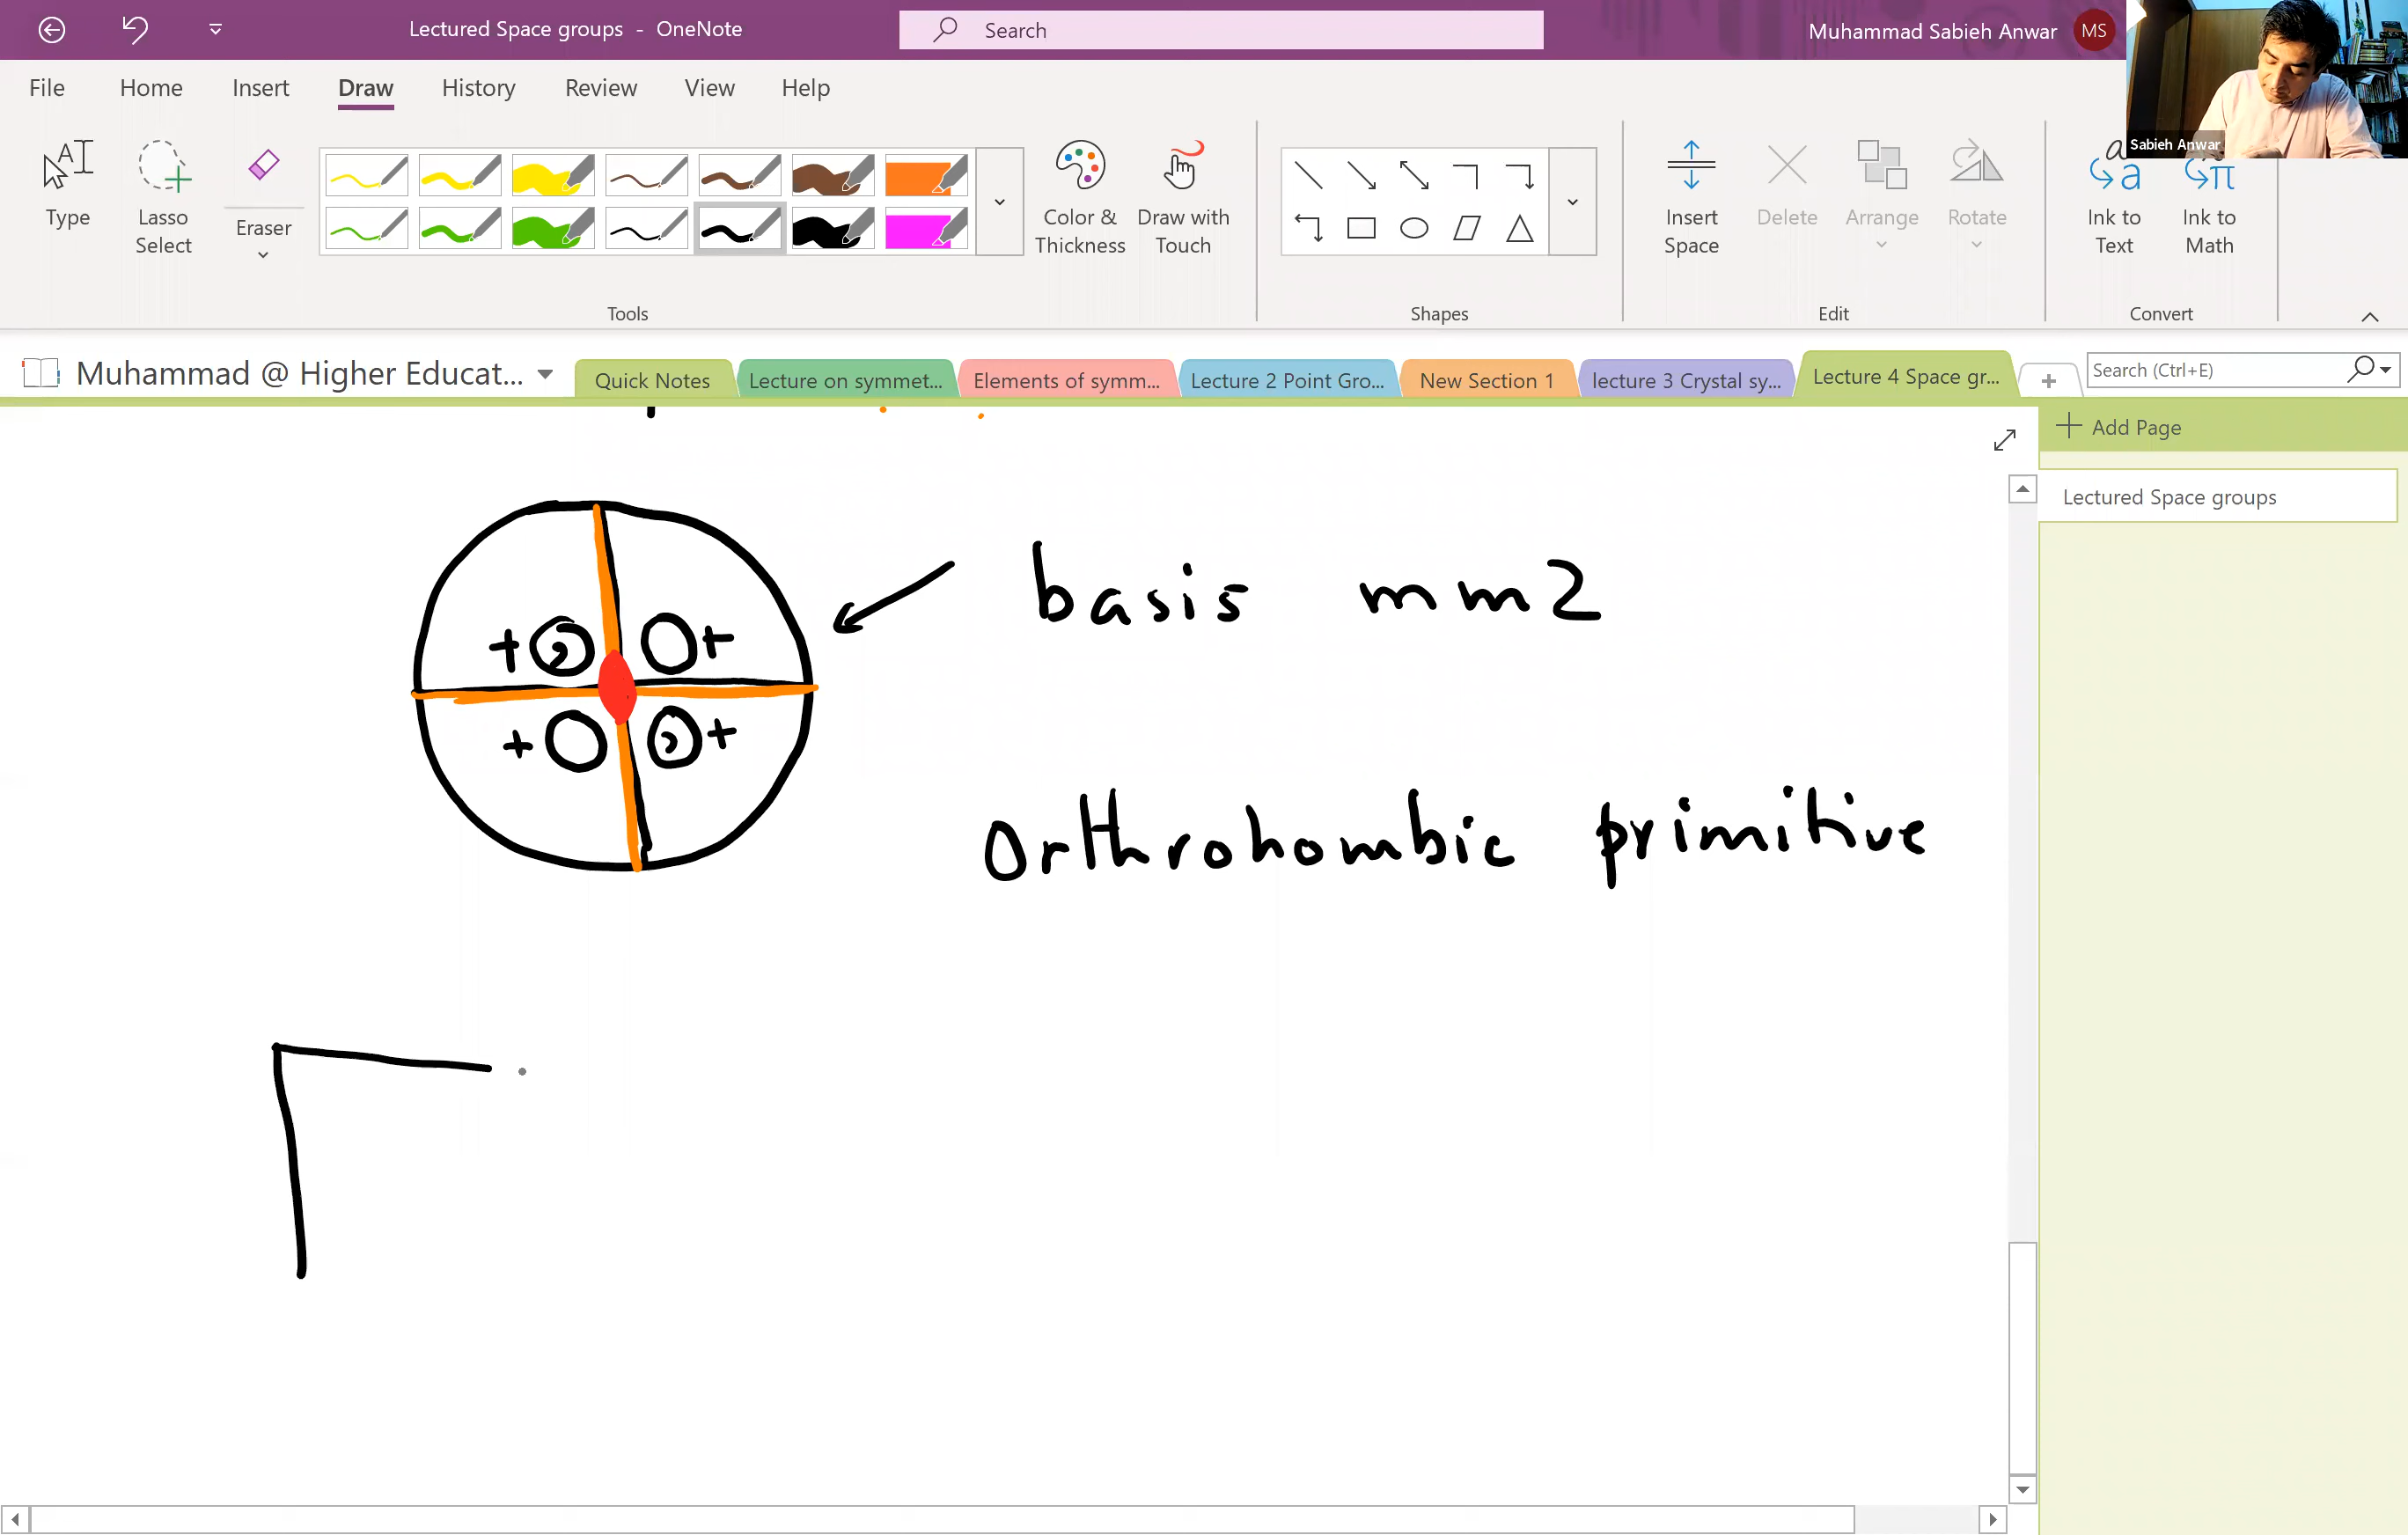 Lectured Space groups - OneNote
Search
Muhammad Sabieh Anwar MS
Sabieh Anwar
File Home Insert Draw History Review View Help
Type
Lasso Select
Eraser
Color & Thickness
Draw with Touch
Insert Space
Delete
Arrange
Rotate
Ink to Text
Ink to Math
Tools Shapes Edit Convert
Muhammad @ Higher Educat...
Quick Notes
Lecture on symmet...
Elements of symm...
Lecture 2 Point Gro...
New Section 1
lecture 3 Crystal sy...
Lecture 4 Space gr...
Search (Ctrl+E)
Add Page
Lectured Space groups
basis mm2
+ , +
+ , +
Orthrohombic primitive